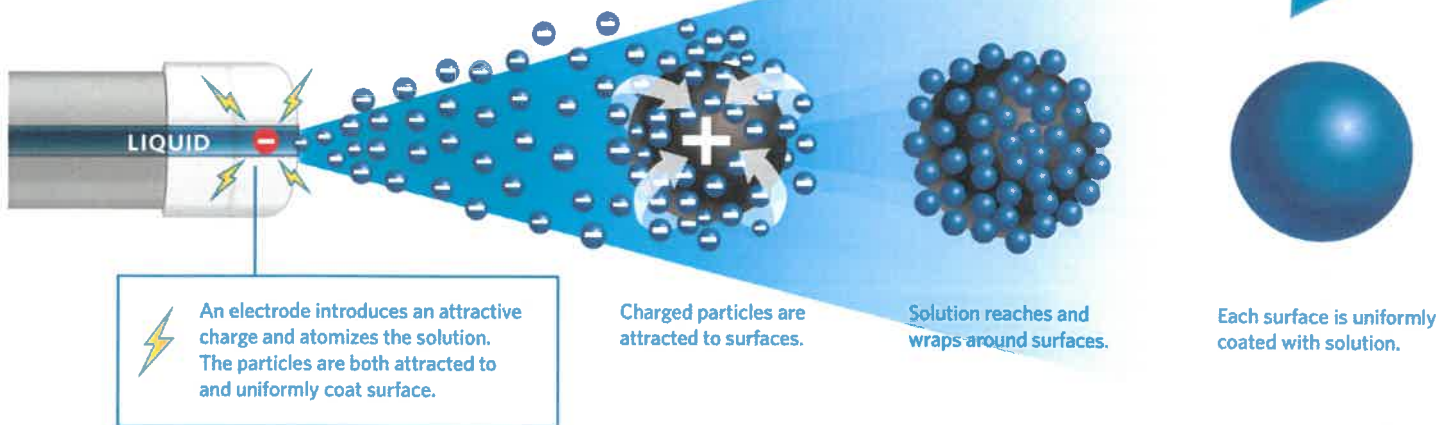 LIQUID
An electrode introduces an attractive
charge and atomizes the solution.
The particles are both attracted to
and uniformly coat surface.
Charged particles are
attracted to surfaces.
Solution reaches and
wraps around surfaces.
Each surface is uniformly
coated with solution.